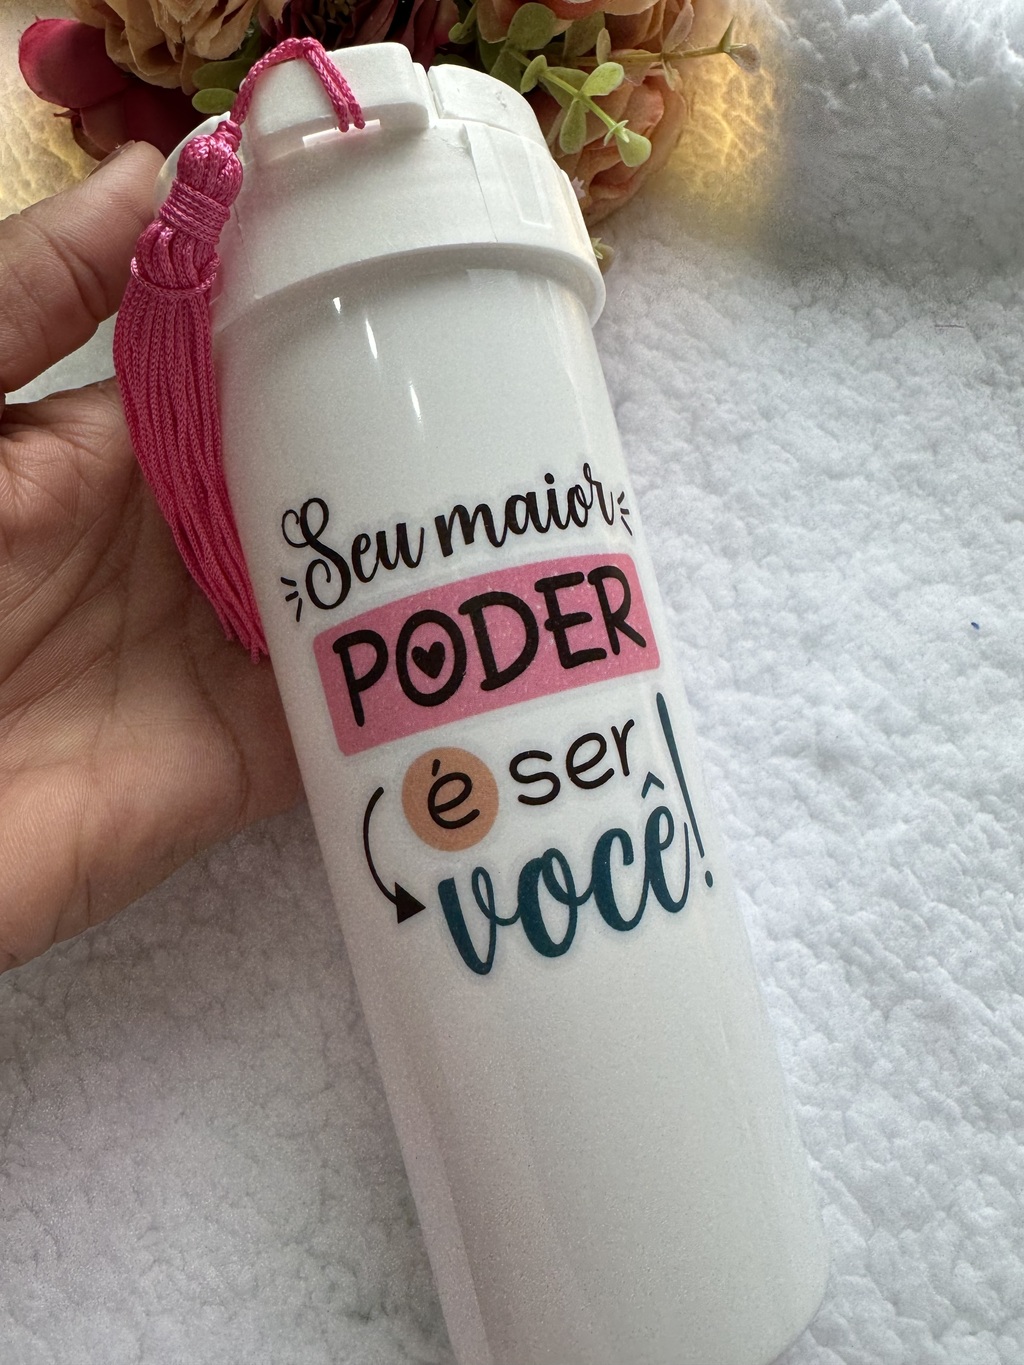 Seu maior
PODER
é ser
você!